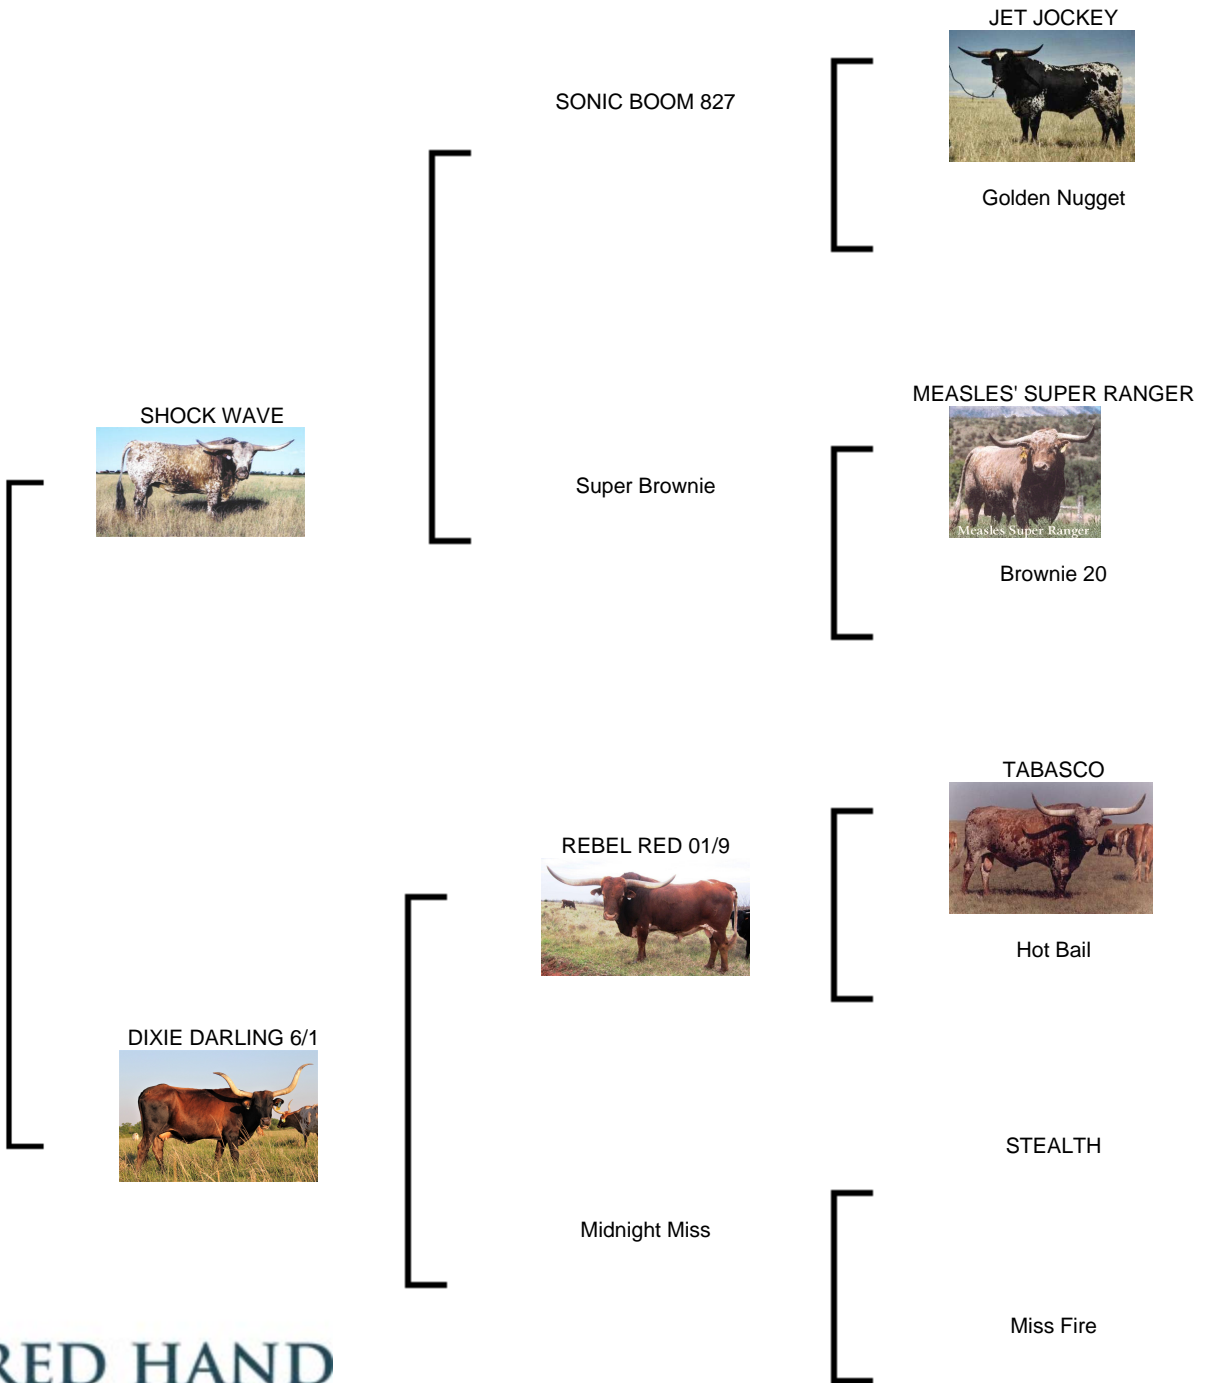 JET JOCKEY
SONIC BOOM 827
Golden Nugget
MEASLES' SUPER RANGER
SHOCK WAVE
Super Brownie
Measles Super Ranger
Brownie 20
TABASCO
REBEL RED 01/9
Hot Bail
DIXIE DARLING 6/1
STEALTH
Midnight Miss
Miss Fire
RED HAND